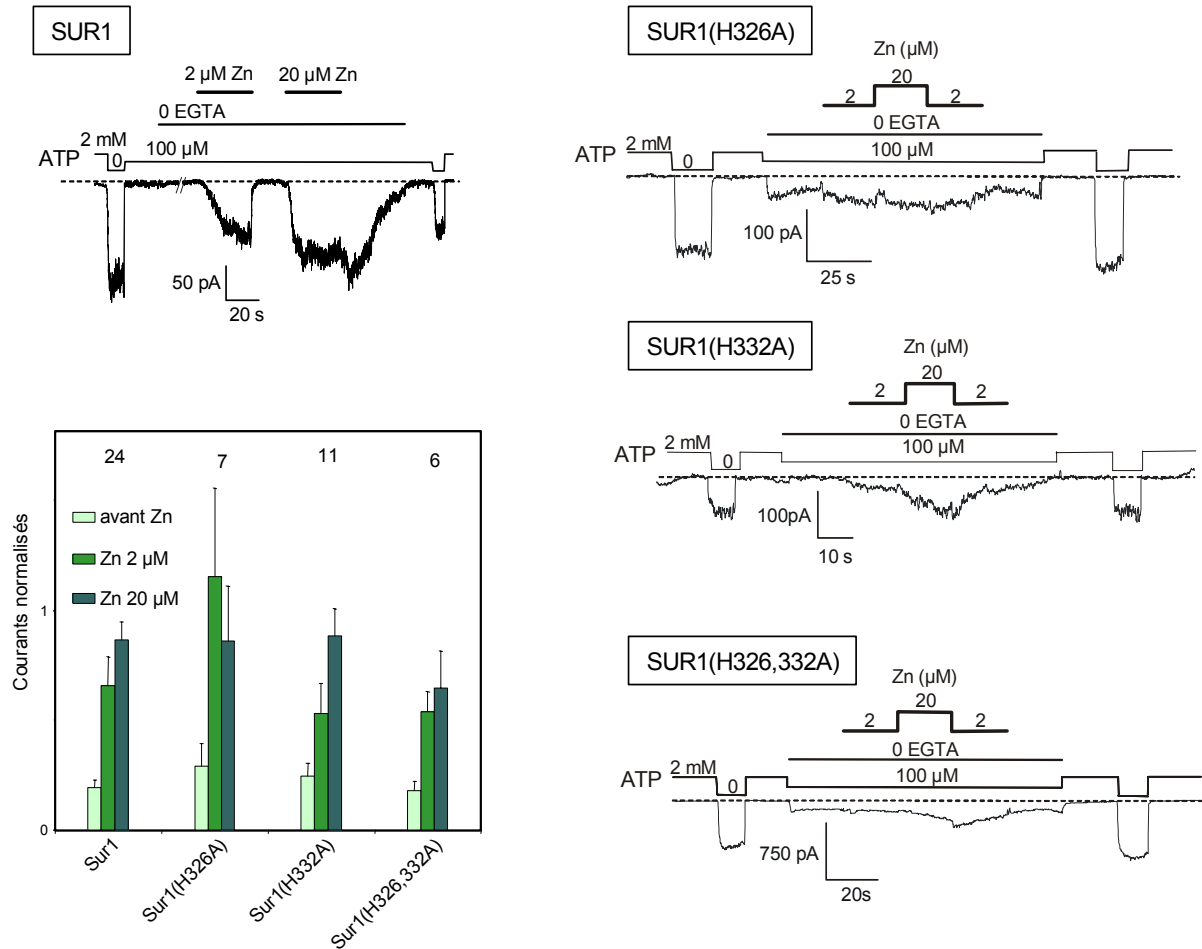 SUR1
2 µM Zn 20 µM Zn
0 EGTA
2 mM
ATP 0 100 µM
50 pA
20 s
SUR1(H326A)
Zn (µM)
20
2 2
0 EGTA
2 mM 100 µM
ATP 0
100 pA
25 s
SUR1(H332A)
Zn (µM)
20
2 2
0 EGTA
2 mM 100 µM
ATP 0
100pA
10 s
SUR1(H326,332A)
Zn (µM)
20
2 2
0 EGTA
2 mM 100 µM
ATP 0
750 pA
20s
24 7 11 6
avant Zn
Zn 2 µM
Zn 20 µM
Courants normalisés
1
0
Sur1
Sur1(H326A)
Sur1(H332A)
Sur1(H326,332A)